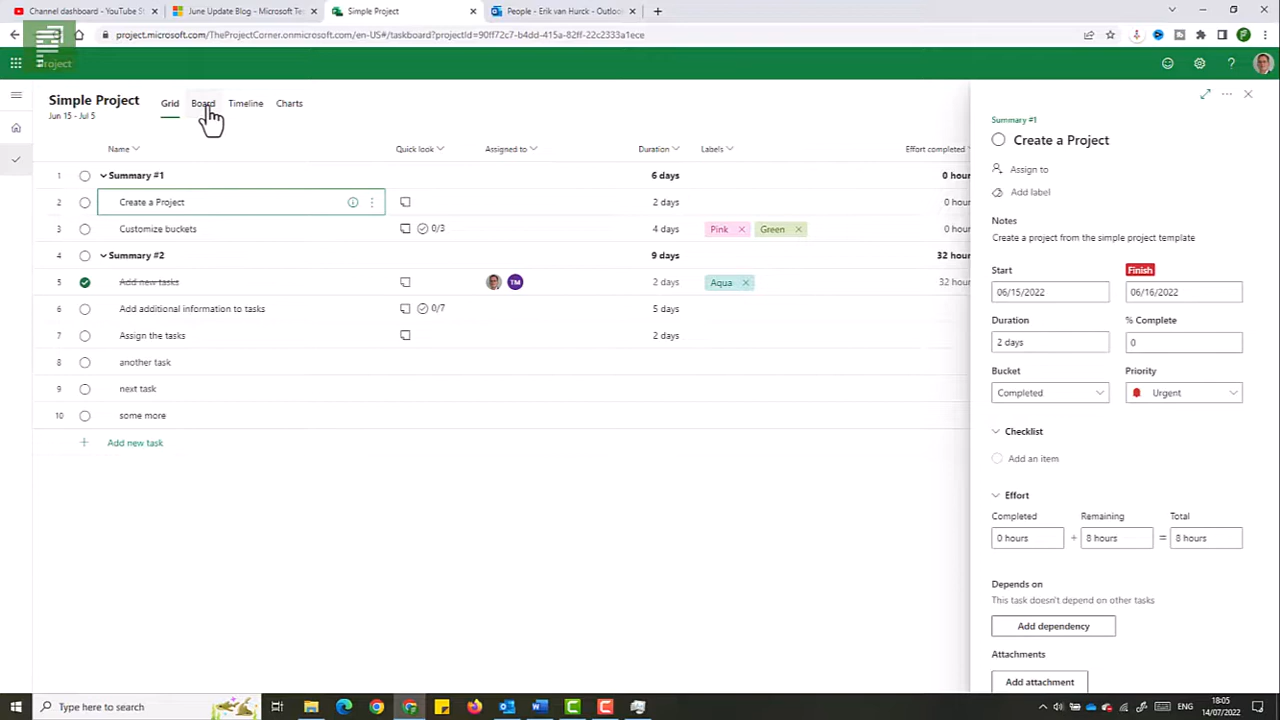 Channel dashboard - YouTube St
June Update Blog - Microsoft Te
Simple Project
People - Erik van Hurck - Outlook
project.microsoft.com/TheProjectCorner.onmicrosoft.com/en-US#/taskboard?projectId=90ff72c7-b4dd-415a-82ff-22c2333a1ece
Project
Simple Project
Jun 15 - Jul 5
Grid
Board
Timeline
Charts
Name
Quick look
Assigned to
Duration
Labels
Effort completed
1 Summary #1 6 days 0 hour
2 Create a Project 2 days 0 hour
3 Customize buckets 0/3 4 days Pink Green 0 hour
4 Summary #2 9 days 32 hour
5 Add new tasks TM 2 days Aqua 32 hour
6 Add additional information to tasks 0/7 5 days
7 Assign the tasks 2 days
8 another task
9 next task
10 some more
Add new task
Summary #1
Create a Project
Assign to
Add label
Notes
Create a project from the simple project template
Start Finish
06/15/2022 06/16/2022
Duration % Complete
2 days 0
Bucket Priority
Completed Urgent
Checklist
Add an item
Effort
Completed Remaining Total
0 hours + 8 hours = 8 hours
Depends on
This task doesn't depend on other tasks
Add dependency
Attachments
Add attachment
Type here to search
ENG
18:05
14/07/2022